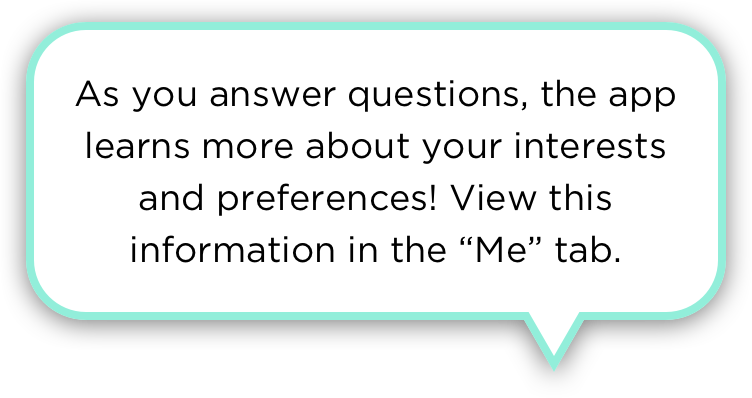 As you answer questions, the app
learns more about your interests
and preferences! View this
information in the “Me” tab.